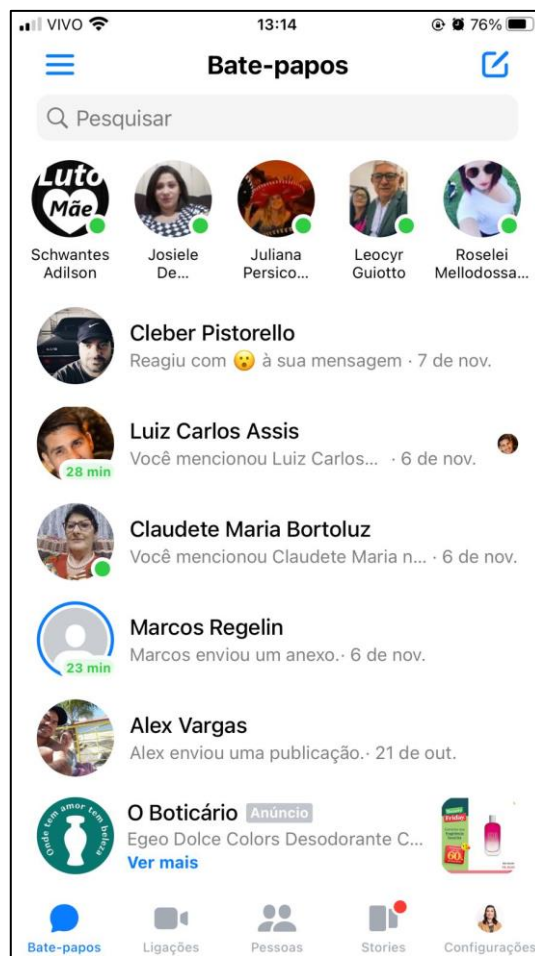 VIVO 13:14 76%
Bate-papos
Pesquisar
Luto
Mãe
Schwantes Adilson
Josiele De...
Juliana Persico...
Leocyr Guiotto
Roselei Mellodossa...
Cleber Pistorello
Reagiu com 😮 à sua mensagem · 7 de nov.
Luiz Carlos Assis
Você mencionou Luiz Carlos... · 6 de nov.
28 min
Claudete Maria Bortoluz
Você mencionou Claudete Maria n... · 6 de nov.
Marcos Regelin
Marcos enviou um anexo.· 6 de nov.
23 min
Alex Vargas
Alex enviou uma publicação.· 21 de out.
Onde tem amor tem beleza
O Boticário Anúncio
Egeo Dolce Colors Desodorante C...
Ver mais
60
Bate-papos Ligações Pessoas Stories Configurações